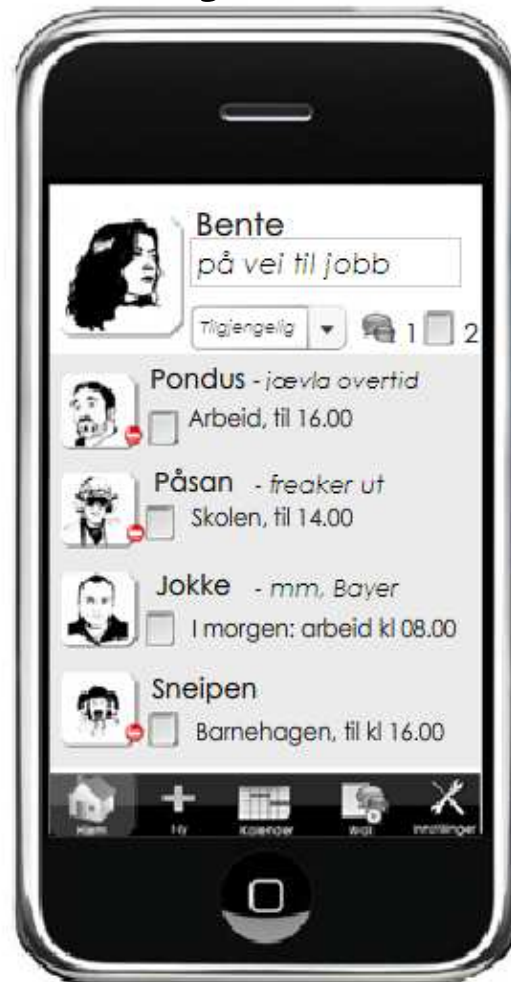 Bente
på vei til jobb
Tilgjengelig 1 2
Pondus - jævla overtid
Arbeid, til 16.00
Påsan - freaker ut
Skolen, til 14.00
Jokke - mm, Bayer
I morgen: arbeid kl 08.00
Sneipen
Barnehagen, til kl 16.00
Hjem Ny Kalender Innstillinger